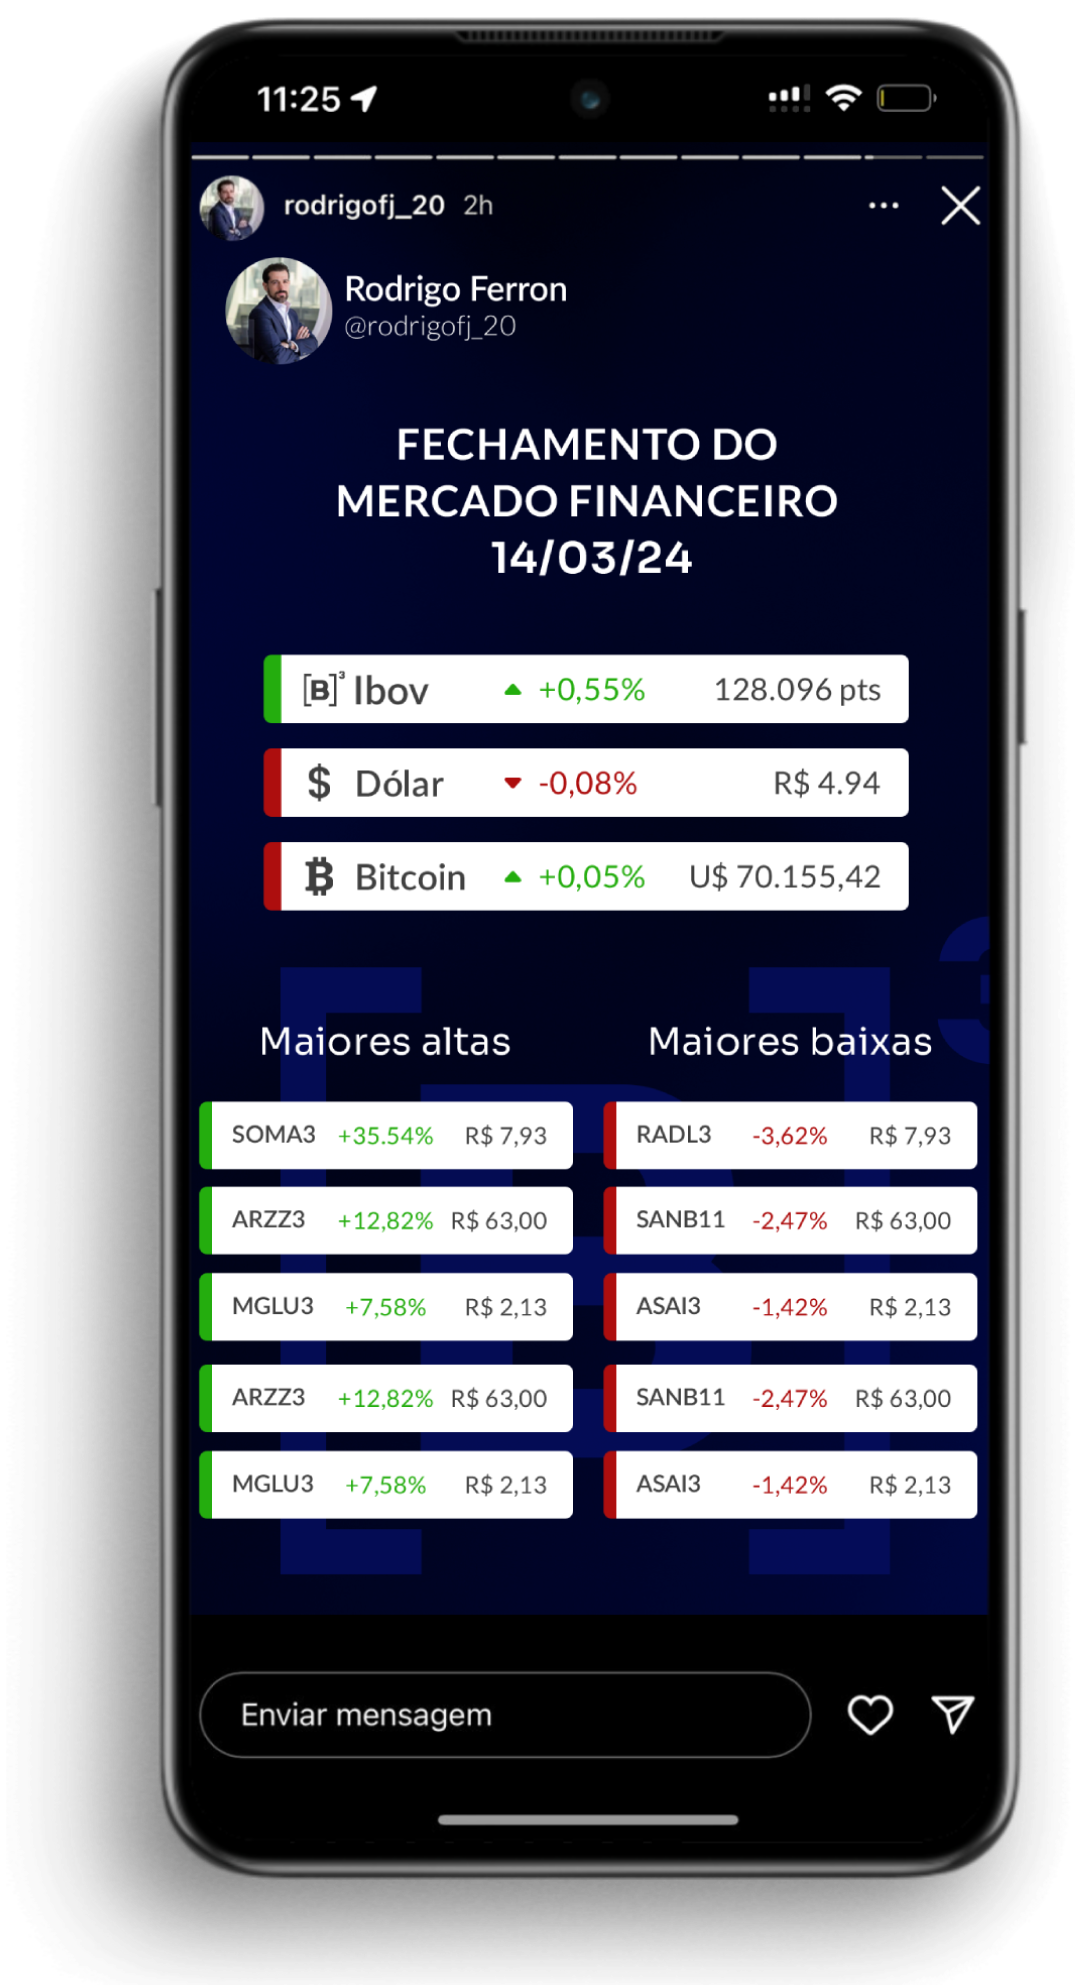 11:25
rodrigofj_20 2h
Rodrigo Ferron
@rodrigofj_20
FECHAMENTO DO
MERCADO FINANCEIRO
14/03/24
[B]³ Ibov +0,55% 128.096 pts
$ Dólar -0,08% R$ 4.94
₿ Bitcoin +0,05% U$ 70.155,42
Maiores altas
SOMA3 +35.54% R$ 7,93
ARZZ3 +12,82% R$ 63,00
MGLU3 +7,58% R$ 2,13
ARZZ3 +12,82% R$ 63,00
MGLU3 +7,58% R$ 2,13
Maiores baixas
RADL3 -3,62% R$ 7,93
SANB11 -2,47% R$ 63,00
ASAI3 -1,42% R$ 2,13
SANB11 -2,47% R$ 63,00
ASAI3 -1,42% R$ 2,13
Enviar mensagem